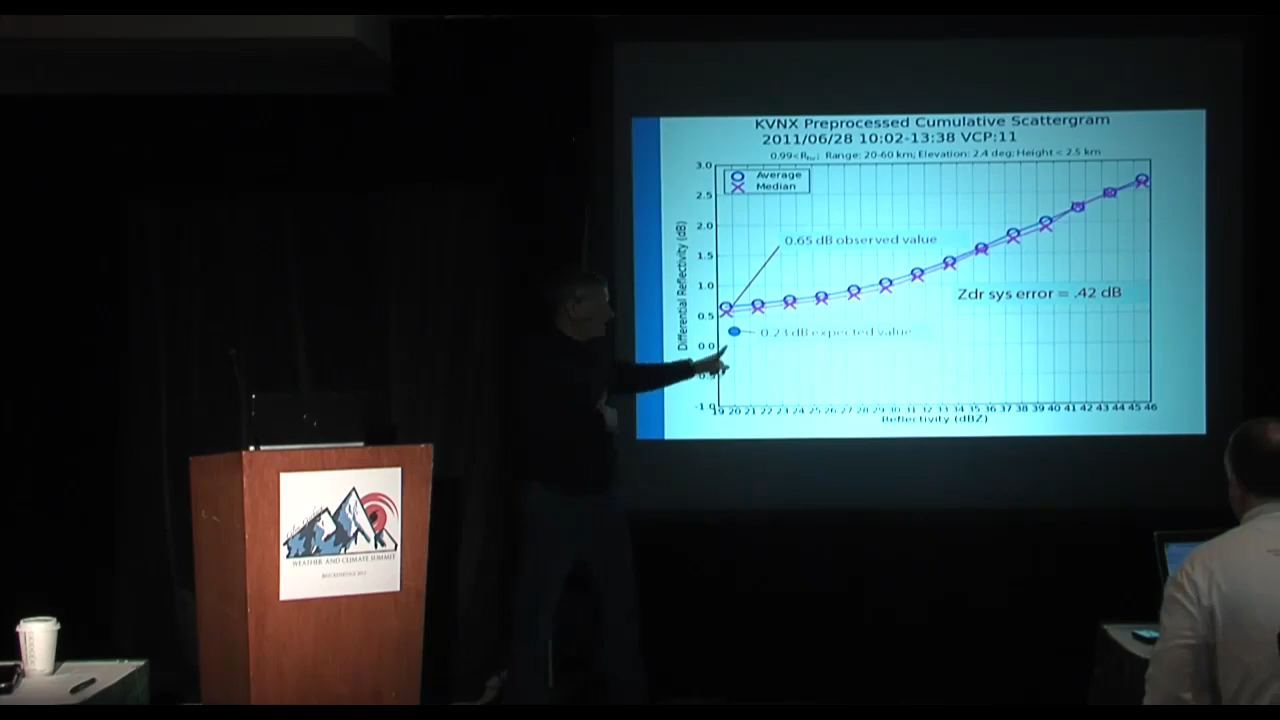 KVNX Preprocessed Cumulative Scattergram
2011/06/28 10:02-13:38 VCP:11
Range: 20-60 km; Elevation: 2.4 deg; Height < 2.5 km
Average
Median
0.65 dB observed value
Zdr sys error = .42 dB
0.23 dB expected value
Differential Reflectivity (dB)
3.0
2.5
2.0
1.5
1.0
0.5
0.0
19 20 21 22 23 24 25 26 27 28 29 30 31 32 33 34 35 36 37 38 39 40 41 42 43 44 45 46
Reflectivity (dBZ)
WEATHER AND CLIMATE SUMMIT